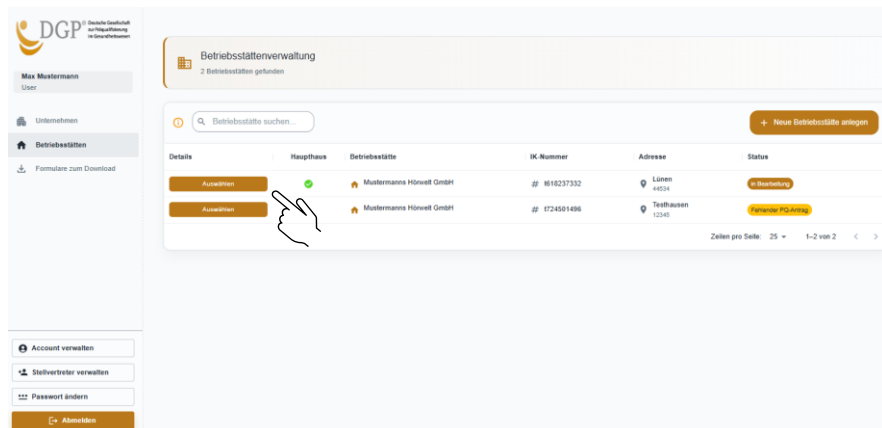 DGP® Deutsche Gesellschaft
zur Präqualifizierung
im Gesundheitswesen
Max Mustermann
User
Unternehmen
Betriebsstätten
Formulare zum Download
Account verwalten
Stellvertreter verwalten
Passwort ändern
Abmelden
Betriebsstättenverwaltung
2 Betriebsstätten gefunden
Betriebsstätte suchen...
+ Neue Betriebsstätte anlegen
Details Haupthaus Betriebsstätte IK-Nummer Adresse Status
Auswählen Mustermanns Hörwelt GmbH # 1618237332 Lünen In Bearbeitung
44534
Auswählen Mustermanns Hörwelt GmbH # 1724501496 Testhausen Fehlender PQ-Antrag
12345
Zeilen pro Seite: 25 1–2 von 2 < >